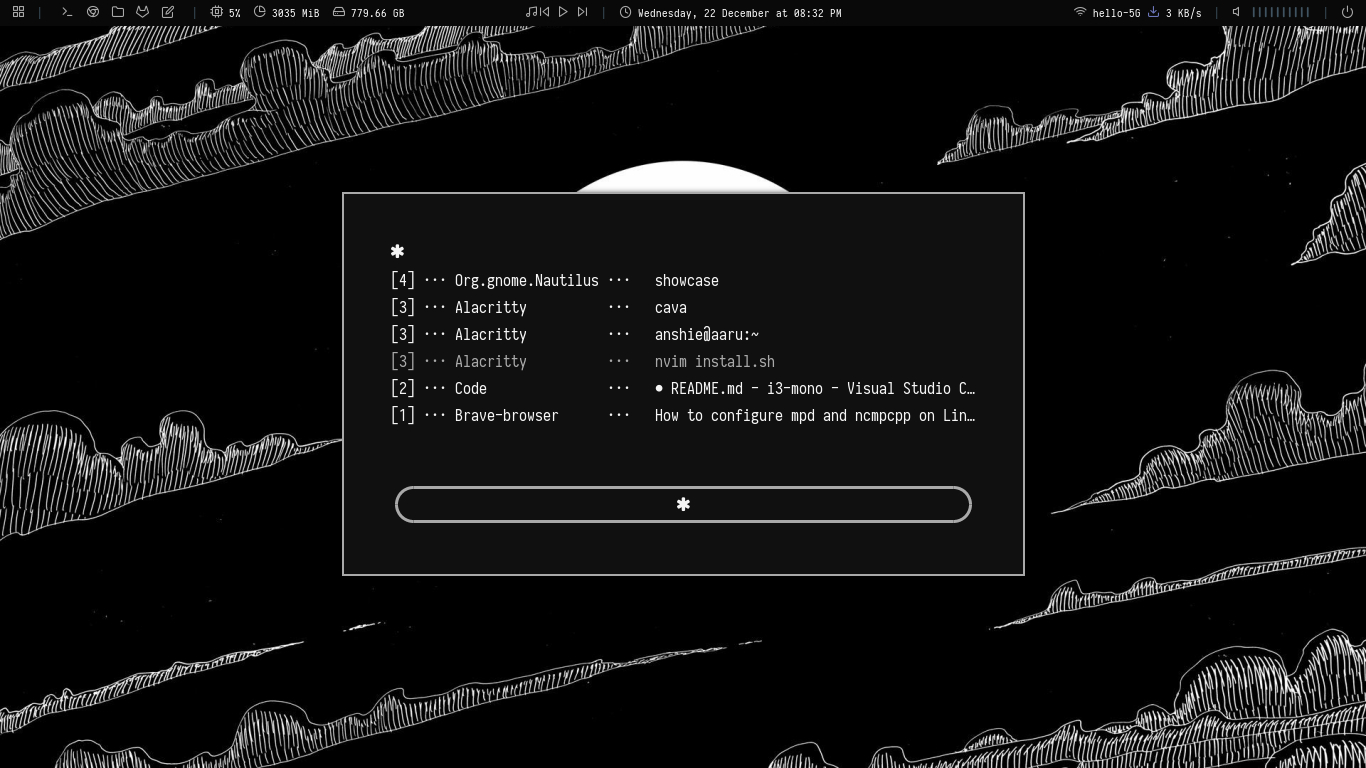 5% 3035 MiB 779.66 GB Wednesday, 22 December at 08:32 PM hello-5G 3 KB/s
✱
[4] ··· Org.gnome.Nautilus ··· showcase
[3] ··· Alacritty ··· cava
[3] ··· Alacritty ··· anshie@aaru:~
[3] ··· Alacritty ··· nvim install.sh
[2] ··· Code ··· ● README.md - i3-mono - Visual Studio C…
[1] ··· Brave-browser ··· How to configure mpd and ncmpcpp on Lin…
✱